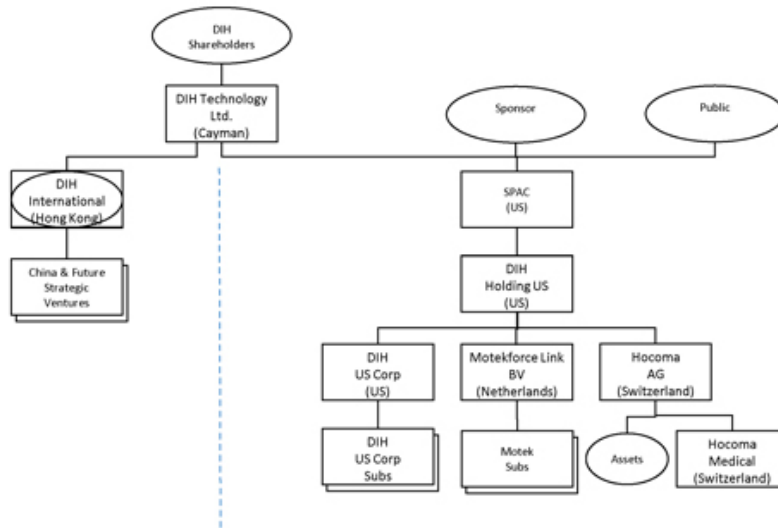 DIH
Shareholders
DIH Technology
Ltd.
(Cayman)
Sponsor
Public
DIH
International
(Hong Kong)
SPAC
(US)
China & Future
Strategic
Ventures
DIH
Holding US
(US)
DIH
US Corp
(US)
Motekforce Link
BV
(Netherlands)
Hocoma
AG
(Switzerland)
DIH
US Corp
Subs
Motek
Subs
Assets
Hocoma
Medical
(Switzerland)